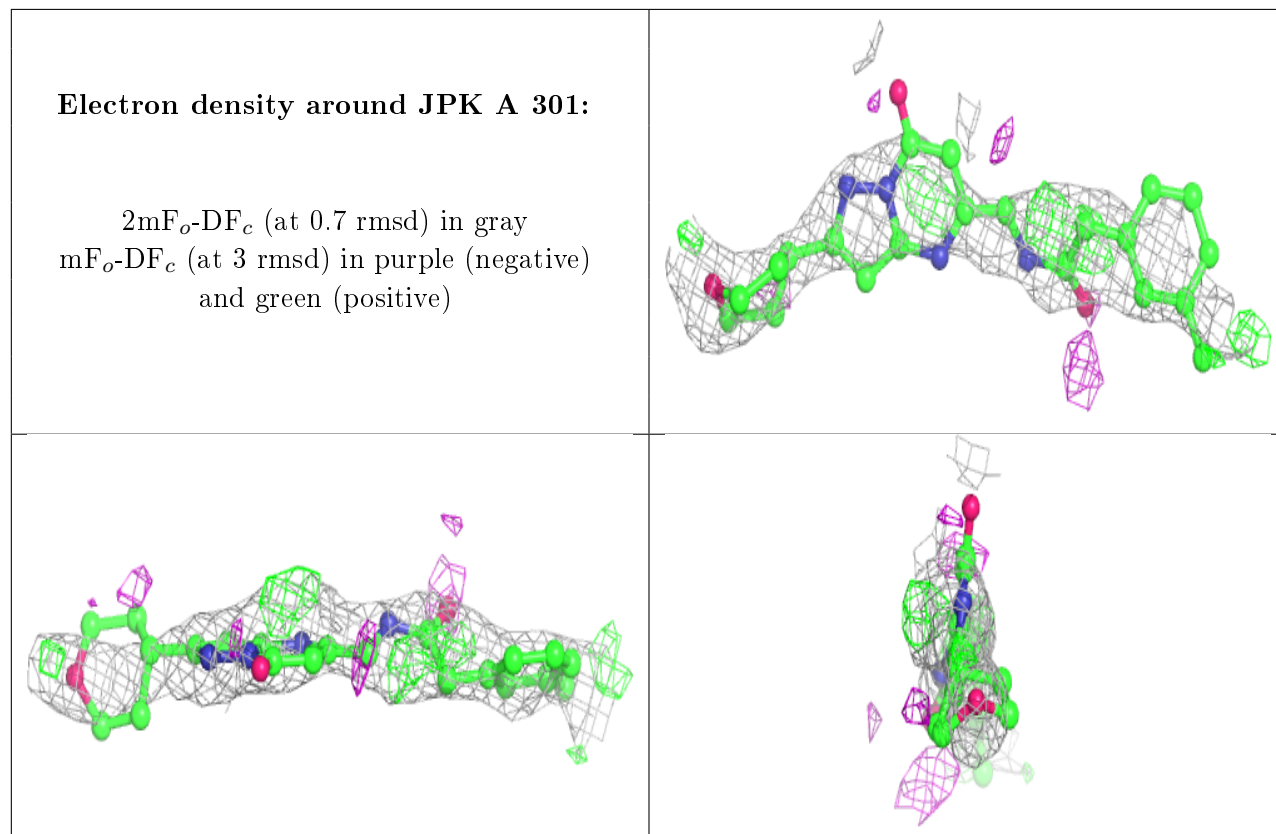 Electron density around JPK A 301:
2mFo-DFc (at 0.7 rmsd) in gray
mFo-DFc (at 3 rmsd) in purple (negative)
and green (positive)